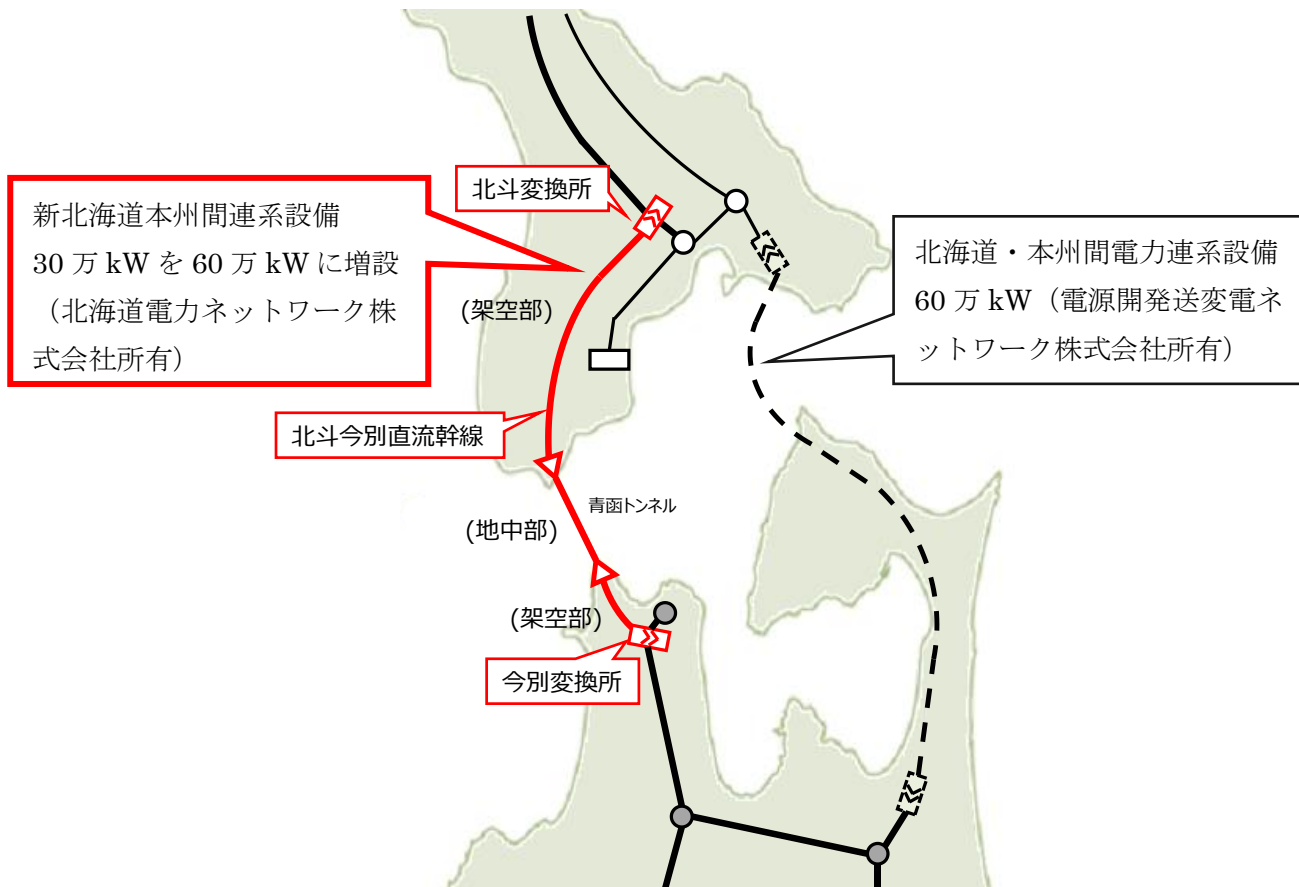 北斗変換所
新北海道本州間連系設備
30 万 kW を 60 万 kW に増設
（北海道電力ネットワーク株
式会社所有）
北海道・本州間電力連系設備
60 万 kW（電源開発送変電ネ
ットワーク株式会社所有）
(架空部)
北斗今別直流幹線
青函トンネル
(地中部)
(架空部)
今別変換所